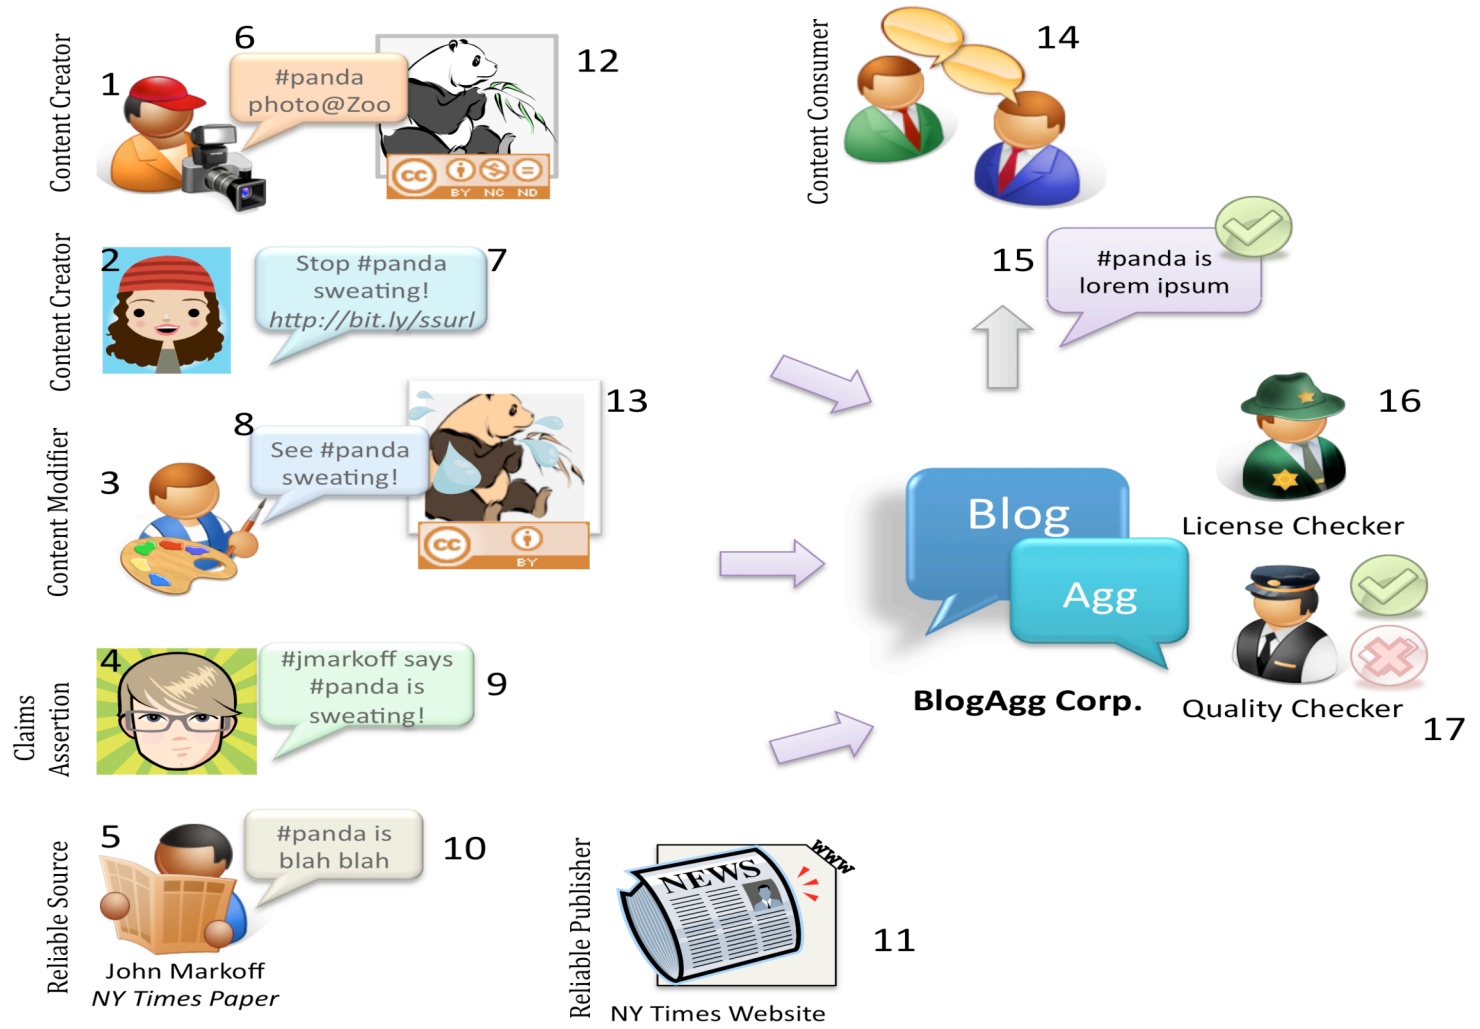 Content Creator
1
6
#panda
photo@Zoo
12
cc
BY NC ND
Content Consumer
14
Content Creator
2
Stop #panda
sweating!
http://bit.ly/ssurl
7
15
#panda is
lorem ipsum
Content Modifier
3
8
See #panda
sweating!
13
cc
BY
16
License Checker
Blog
Agg
BlogAgg Corp.
Quality Checker
17
Claims
Assertion
4
#jmarkoff says
#panda is
sweating!
9
Reliable Source
5
#panda is
blah blah
10
John Markoff
NY Times Paper
Reliable Publisher
NEWS
www
11
NY Times Website